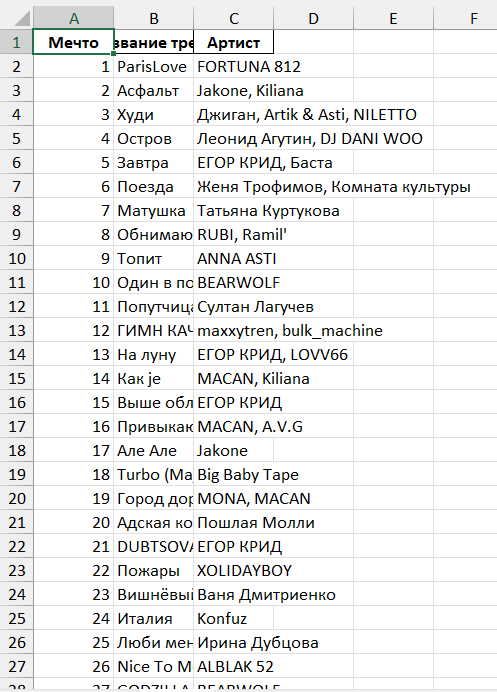 A B C D E F
1 Мечто звание тре Артист
2 1 ParisLove FORTUNA 812
3 2 Асфальт Jakone, Kiliana
4 3 Худи Джиган, Artik & Asti, NILETTO
5 4 Остров Леонид Агутин, DJ DANI WOO
6 5 Завтра ЕГОР КРИД, Баста
7 6 Поезда Женя Трофимов, Комната культуры
8 7 Матушка Татьяна Куртукова
9 8 Обнимаю RUBI, Ramil'
10 9 Топит ANNA ASTI
11 10 Один в по BEARWOLF
12 11 Попутчица Султан Лагучев
13 12 ГИМН КАЧ maxxytren, bulk_machine
14 13 На луну ЕГОР КРИД, LOVV66
15 14 Как je MACAN, Kiliana
16 15 Выше обл ЕГОР КРИД
17 16 Привыкаю MACAN, A.V.G
18 17 Але Але Jakone
19 18 Turbo (Ma Big Baby Tape
20 19 Город дор MONA, MACAN
21 20 Адская ко Пошлая Молли
22 21 DUBTSOVA ЕГОР КРИД
23 22 Пожары XOLIDAYBOY
24 23 Вишнёвый Ваня Дмитриенко
25 24 Италия Konfuz
26 25 Люби мен Ирина Дубцова
27 26 Nice To M ALBLAK 52
28 27 GODZILLA BEARWOLF